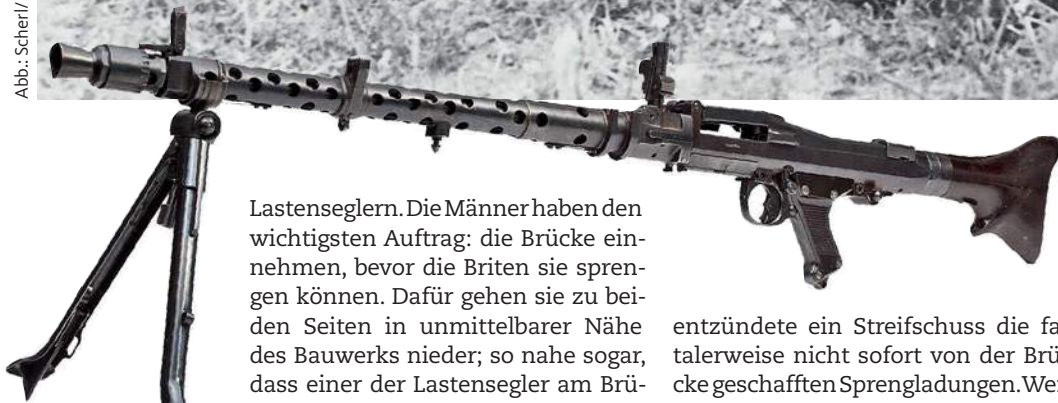 Abb.: Scherl/
Lastenseglern. Die Männer haben den
wichtigsten Auftrag: die Brücke ein-
nehmen, bevor die Briten sie spren-
gen können. Dafür gehen sie zu bei-
den Seiten in unmittelbarer Nähe
des Bauwerks nieder; so nahe sogar,
dass einer der Lastensegler am Brü-
entzündete ein Streifschuss die fa-
talerweise nicht sofort von der Brü-
cke geschafften Sprengladungen. Wei